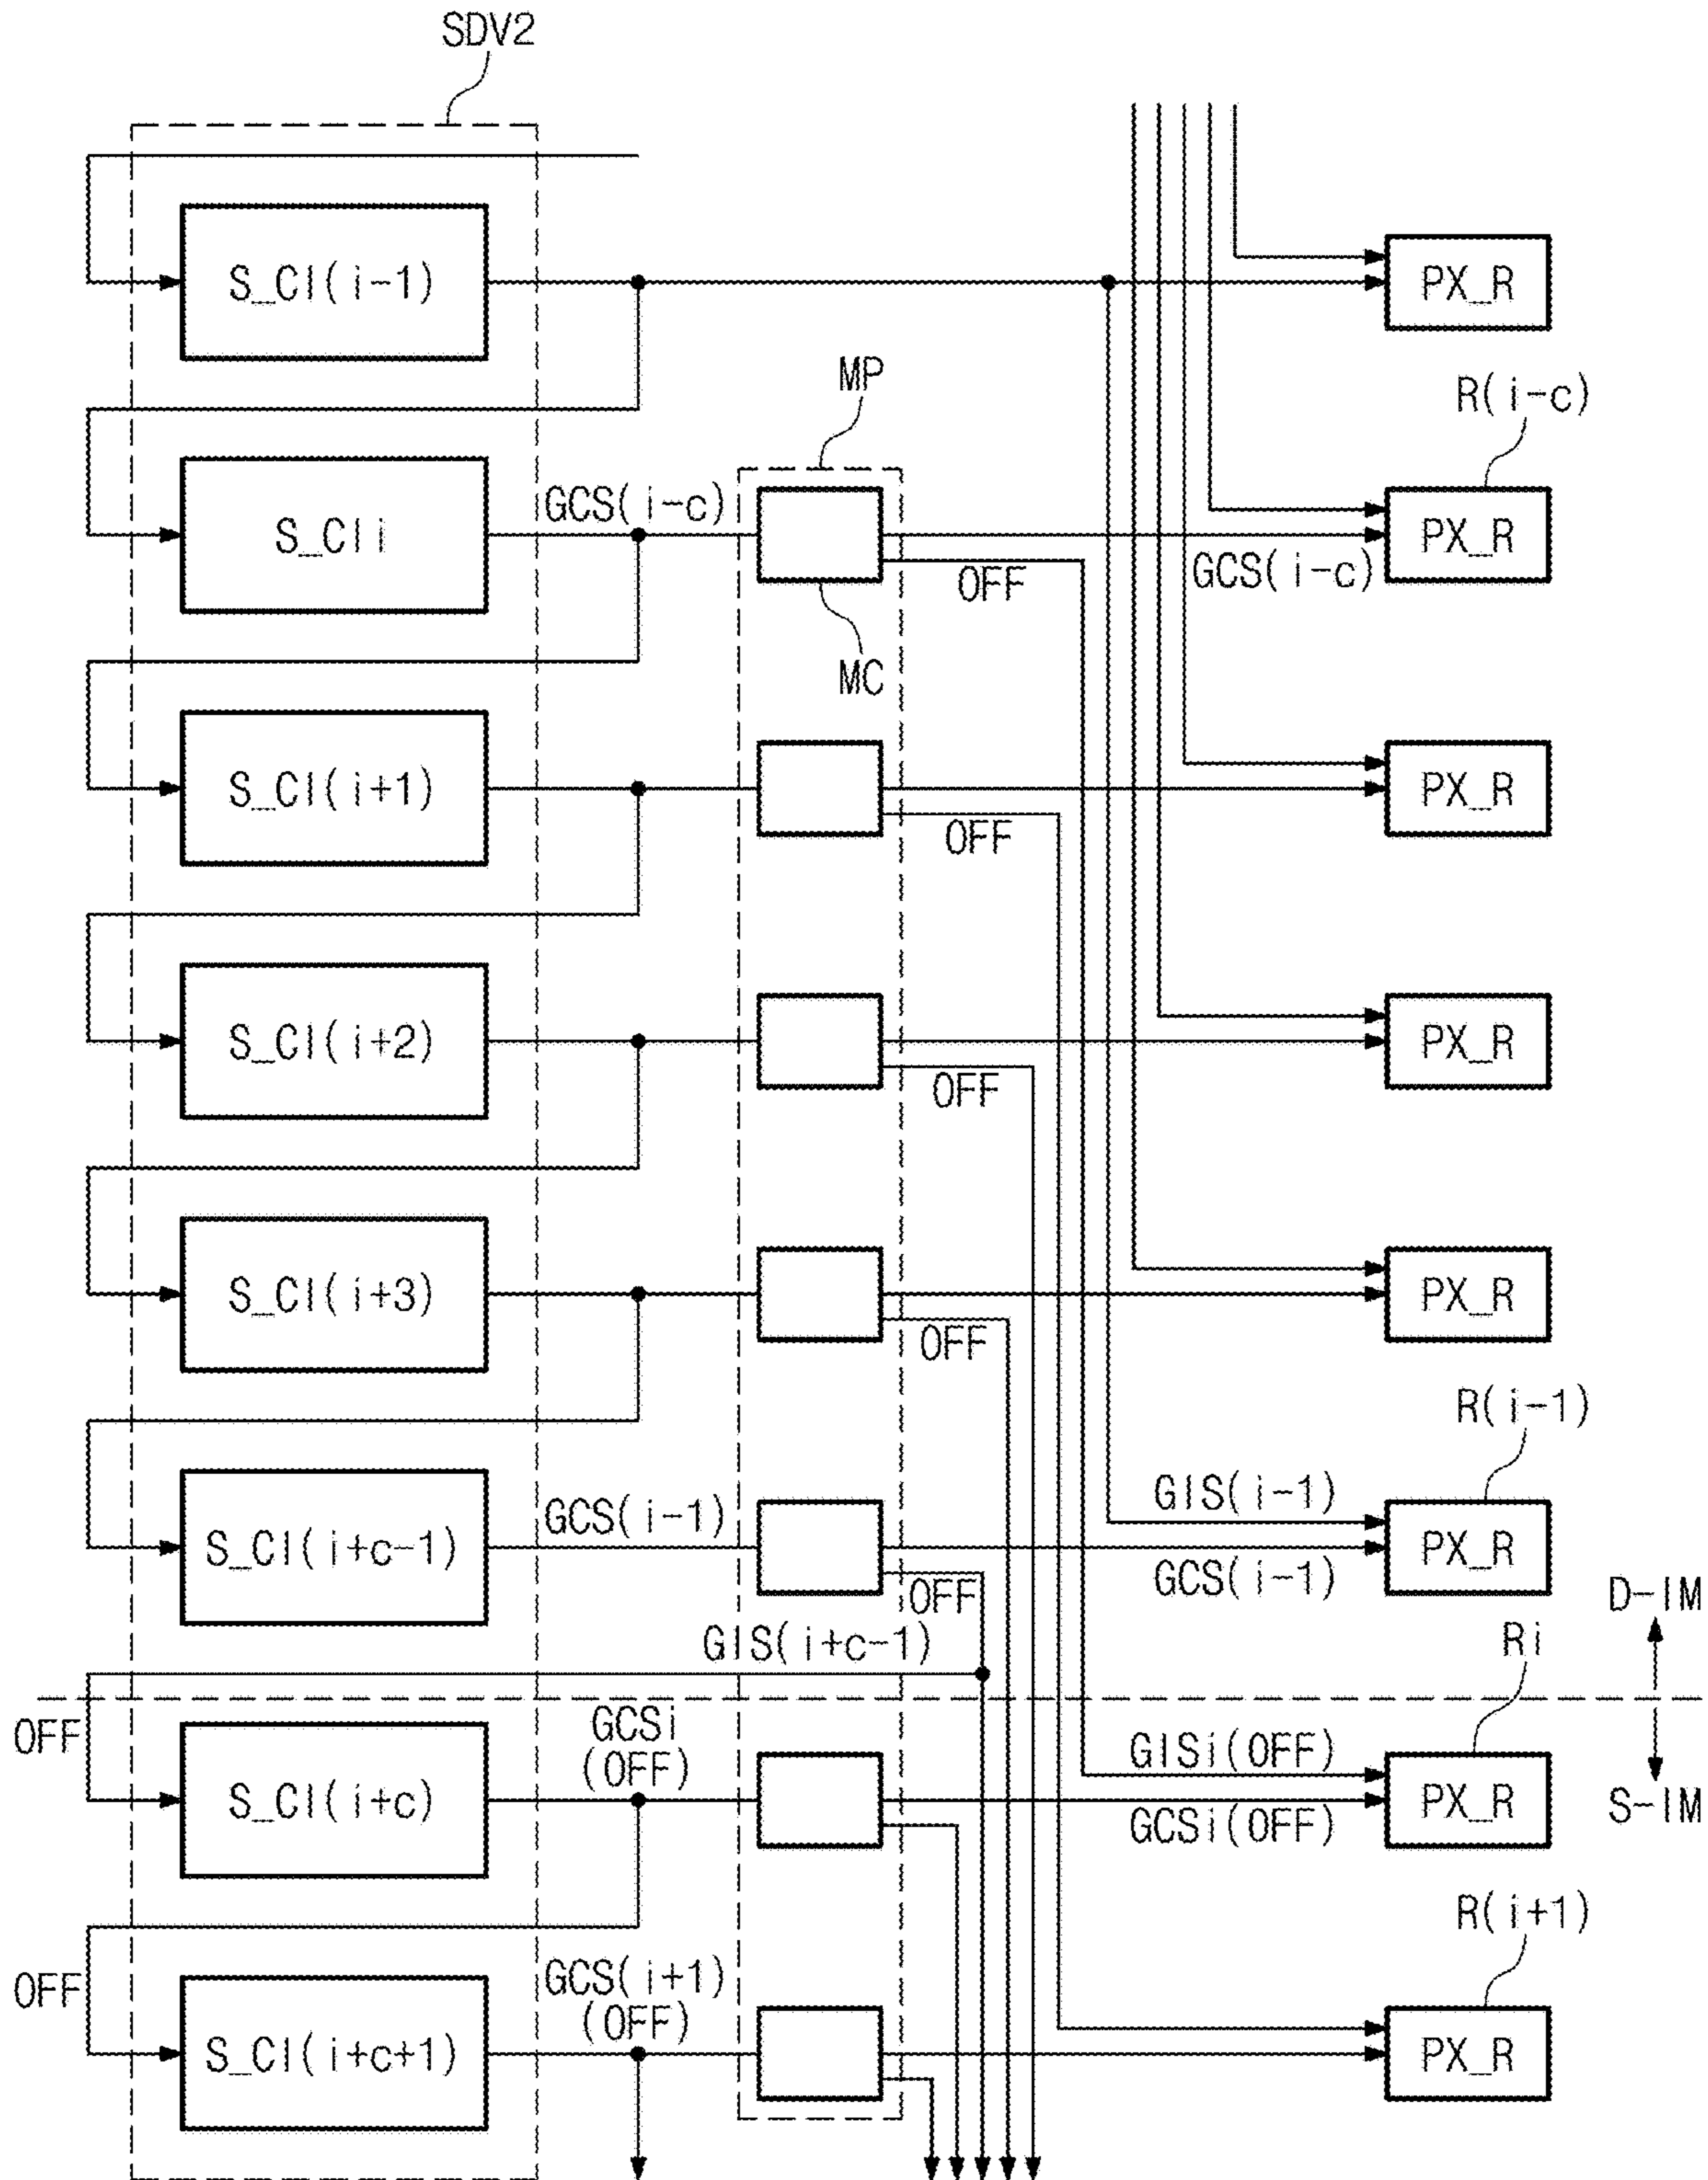 SDV2
S_CI(i-1)
PX_R
MP
R(i-c)
S_CIi
GCS(i-c)
OFF
GCS(i-c)
PX_R
MC
S_CI(i+1)
OFF
PX_R
S_CI(i+2)
OFF
PX_R
S_CI(i+3)
OFF
PX_R
R(i-1)
S_CI(i+c-1)
GCS(i-1)
OFF
GIS(i-1)
GCS(i-1)
PX_R
D-IM
GIS(i+c-1)
Ri
OFF
S_CI(i+c)
GCSi
(OFF)
GISi(OFF)
GCSi(OFF)
PX_R
S-IM
R(i+1)
OFF
S_CI(i+c+1)
GCS(i+1)
(OFF)
PX_R